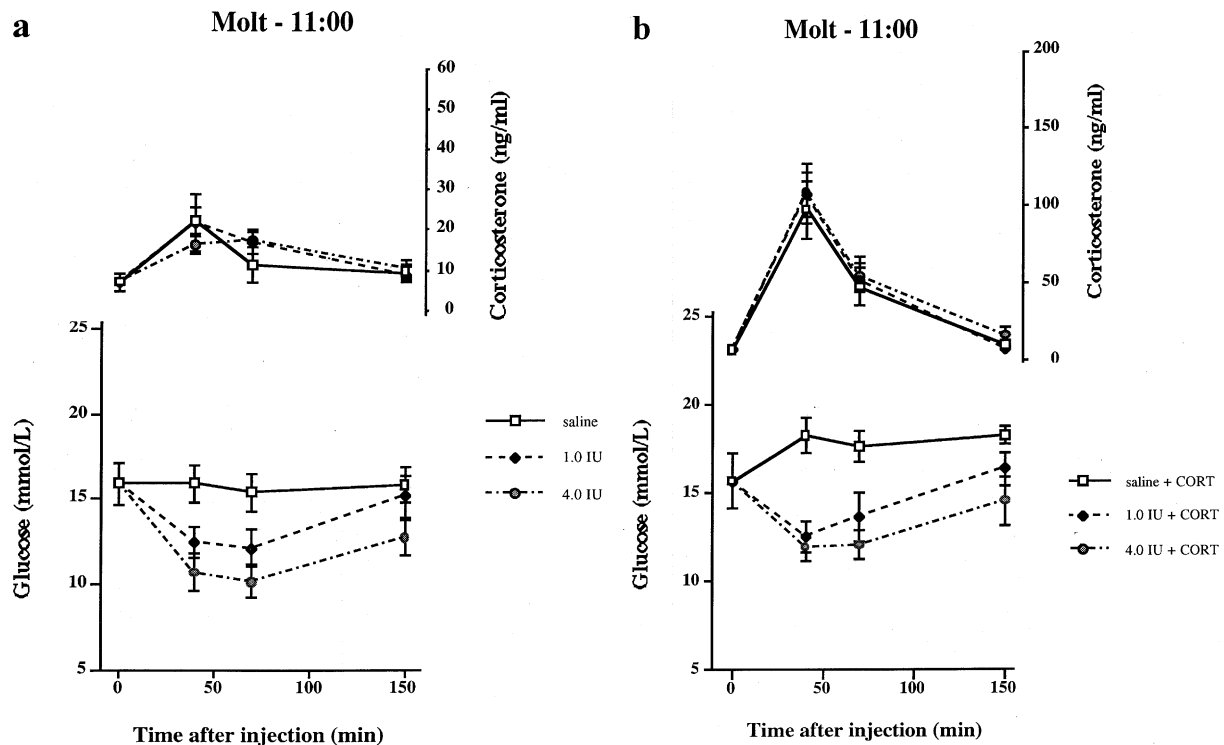 a
Molt - 11:00
60
50
40
30
20
10
0
Corticosterone (ng/ml)
25
20
15
10
5
Glucose (mmol/L)
0
50
100
150
Time after injection (min)
saline
1.0 IU
4.0 IU
b
Molt - 11:00
200
150
100
50
0
Corticosterone (ng/ml)
25
20
15
10
5
Glucose (mmol/L)
0
50
100
150
Time after injection (min)
saline + CORT
1.0 IU + CORT
4.0 IU + CORT